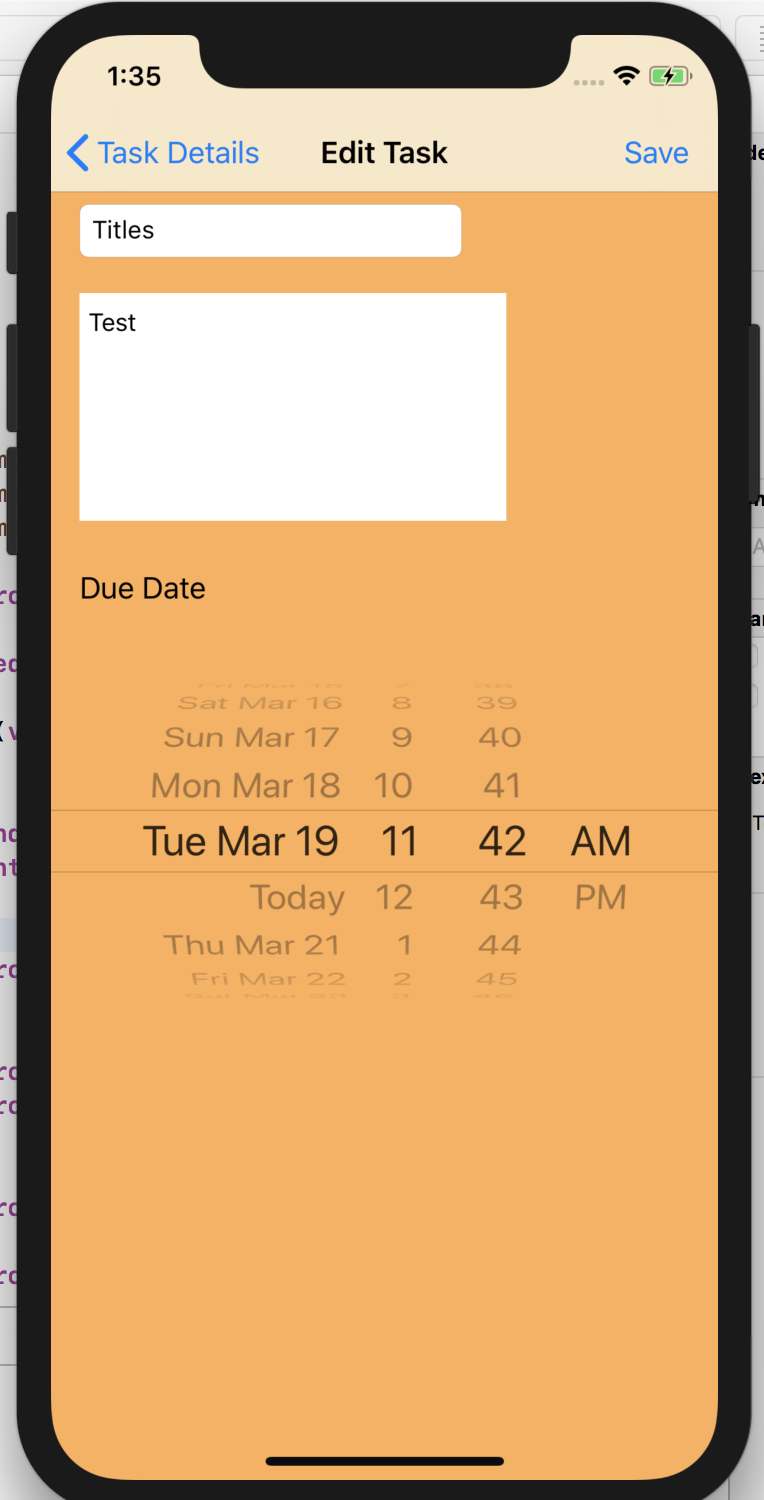 1:35
Task Details Edit Task Save
Titles
Test
Due Date
Sat Mar 16 8 39
Sun Mar 17 9 40
Mon Mar 18 10 41
Tue Mar 19 11 42 AM
Today 12 43 PM
Thu Mar 21 1 44
Fri Mar 22 2 45